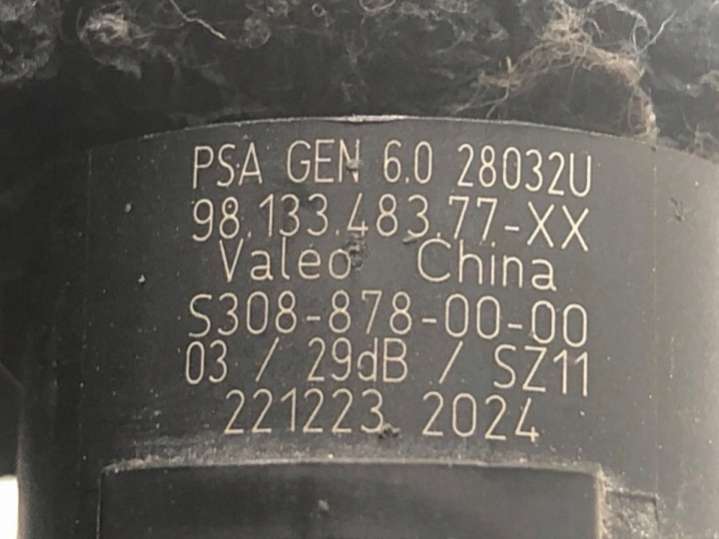 PSA GEN 6.0 28032U
98.133.483.77-XX
Valeo China
S308-878-00-00
03 / 29dB / SZ11
221223 2024